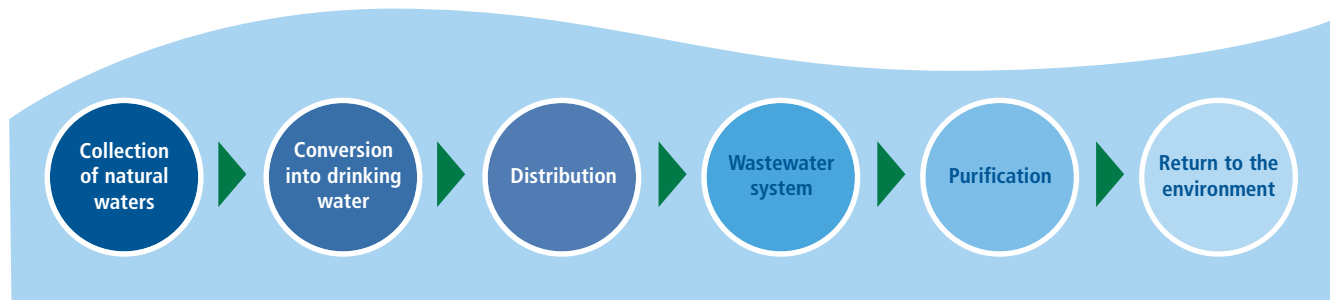 Collection
of natural
waters
Conversion
into drinking
water
Distribution
Wastewater
system
Purification
Return to the
environment